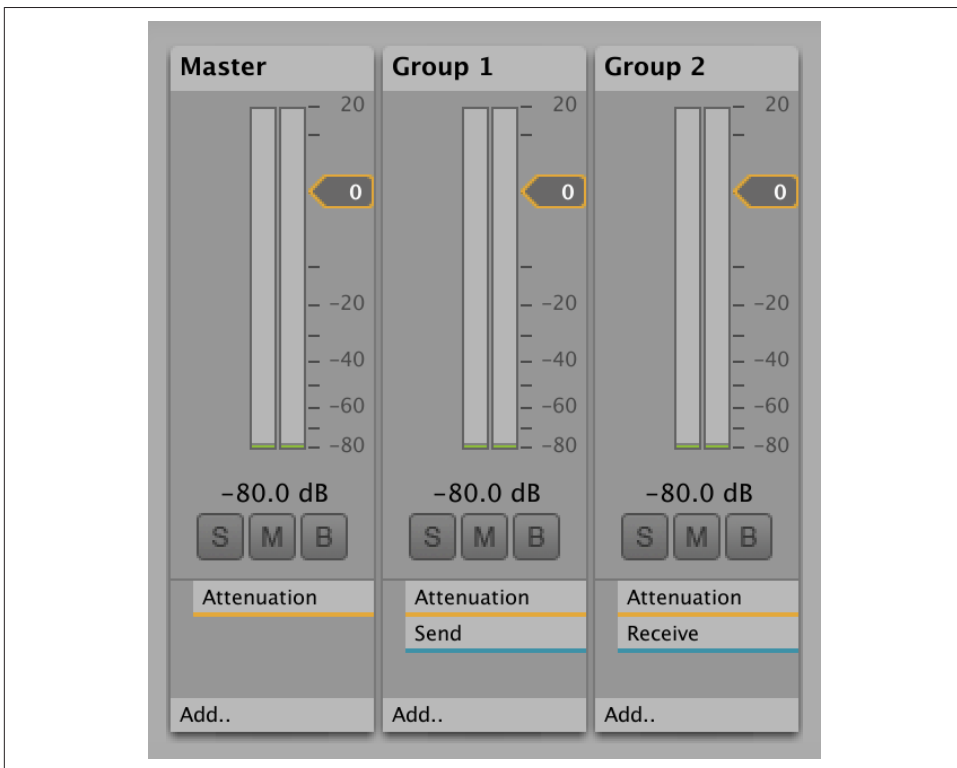 Master
20
0
-20
-40
-60
-80
-80.0 dB
S M B
Attenuation
Add..
Group 1
20
0
-20
-40
-60
-80
-80.0 dB
S M B
Attenuation
Send
Add..
Group 2
20
0
-20
-40
-60
-80
-80.0 dB
S M B
Attenuation
Receive
Add..